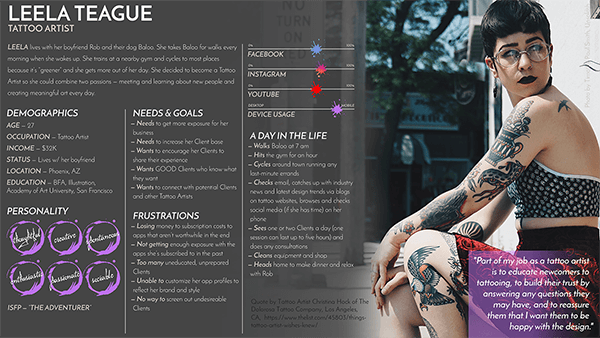 LEELA TEAGUE
TATTOO ARTIST
LEELA lives with her boyfriend Rob and their dog Baloo. She takes Baloo for walks every
morning when she wakes up. She trains at a nearby gym and cycles to most places
because it's "greener" and she gets more out of her day. She decided to become a Tattoo
Artist so she could combine two passions – meeting and learning about new people and
creating meaningful art every day.
DEMOGRAPHICS
AGE – 27
OCCUPATION – Tattoo Artist
INCOME – $32K
STATUS – Lives w/ her boyfriend
LOCATION – Phoenix, AZ
EDUCATION – BFA, Illustration,
Academy of Art University, San Francisco
PERSONALITY
thoughtful
creative
spontaneous
enthusiastic
passionate
sociable
ISFP – 'THE ADVENTURER'
NEEDS & GOALS
– Needs to get more exposure for her
business
– Needs to increase her Client base
– Wants to encourage her Clients to
share their experience
– Wants GOOD Clients who know what
they want
– Wants to connect with potential Clients
and other Tattoo Artists
FRUSTRATIONS
– Losing money to subscription costs to
apps that aren't worthwhile in the end
– Not getting enough exposure with the
apps she's subscribed to in the past
– Too many uneducated, unprepared
Clients
– Unable to customize her app profiles to
reflect her brand and style
– No way to screen out undesireable
Clients
0% 100%
FACEBOOK
0% 100%
INSTAGRAM
0% 100%
YOUTUBE
DESKTOP MOBILE
DEVICE USAGE
A DAY IN THE LIFE
– Walks Baloo at 7 am
– Hits the gym for an hour
– Cycles around town running any
last-minute errands
– Checks email, catches up with industry
news and latest design trends via blogs
on tattoo websites, browses and checks
social media (if she has time) on her
phone
– Sees one or two Clients a day (one
session can last up to five hours) and
does any consultations
– Cleans equipment and shop
– Heads home to make dinner and relax
with Rob
Quote by Tattoo Artist Christina Hock of The
Dolorosa Tattoo Company, Los Angeles,
CA.
NO
TURN
ON
"Part of my job as a tattoo artist
is to educate newcomers to
tattooing, to build their trust by
answering any questions they
may have, and to reassure
them that I want them to be
happy with the design."